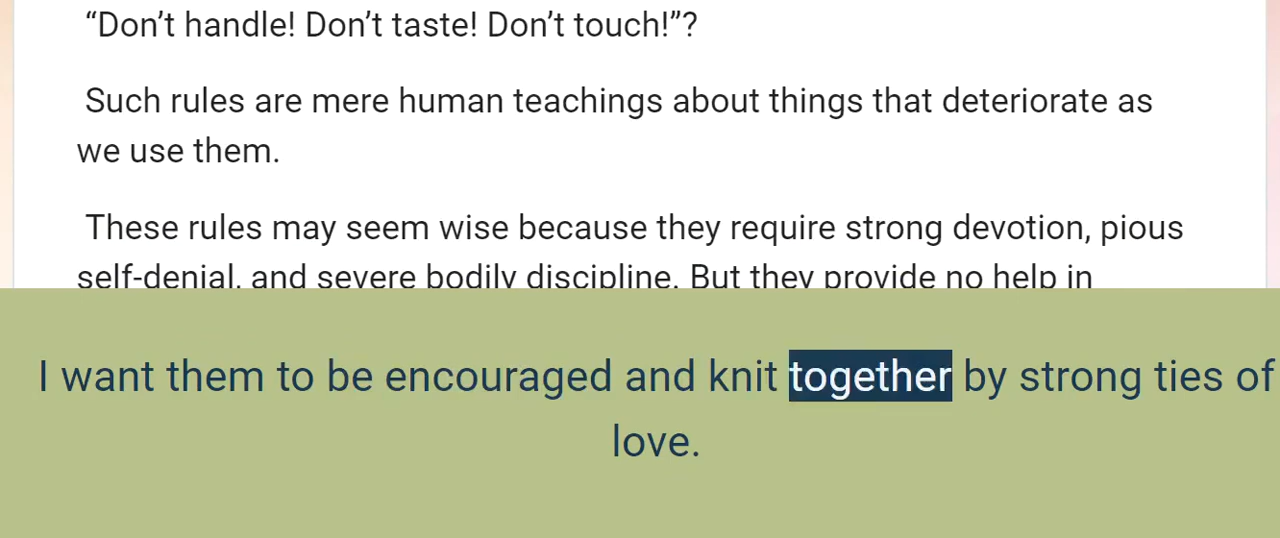 “Don’t handle! Don’t taste! Don’t touch!”?
Such rules are mere human teachings about things that deteriorate as
we use them.
These rules may seem wise because they require strong devotion, pious
self-denial, and severe bodily discipline. But they provide no help in
I want them to be encouraged and knit together by strong ties of
love.